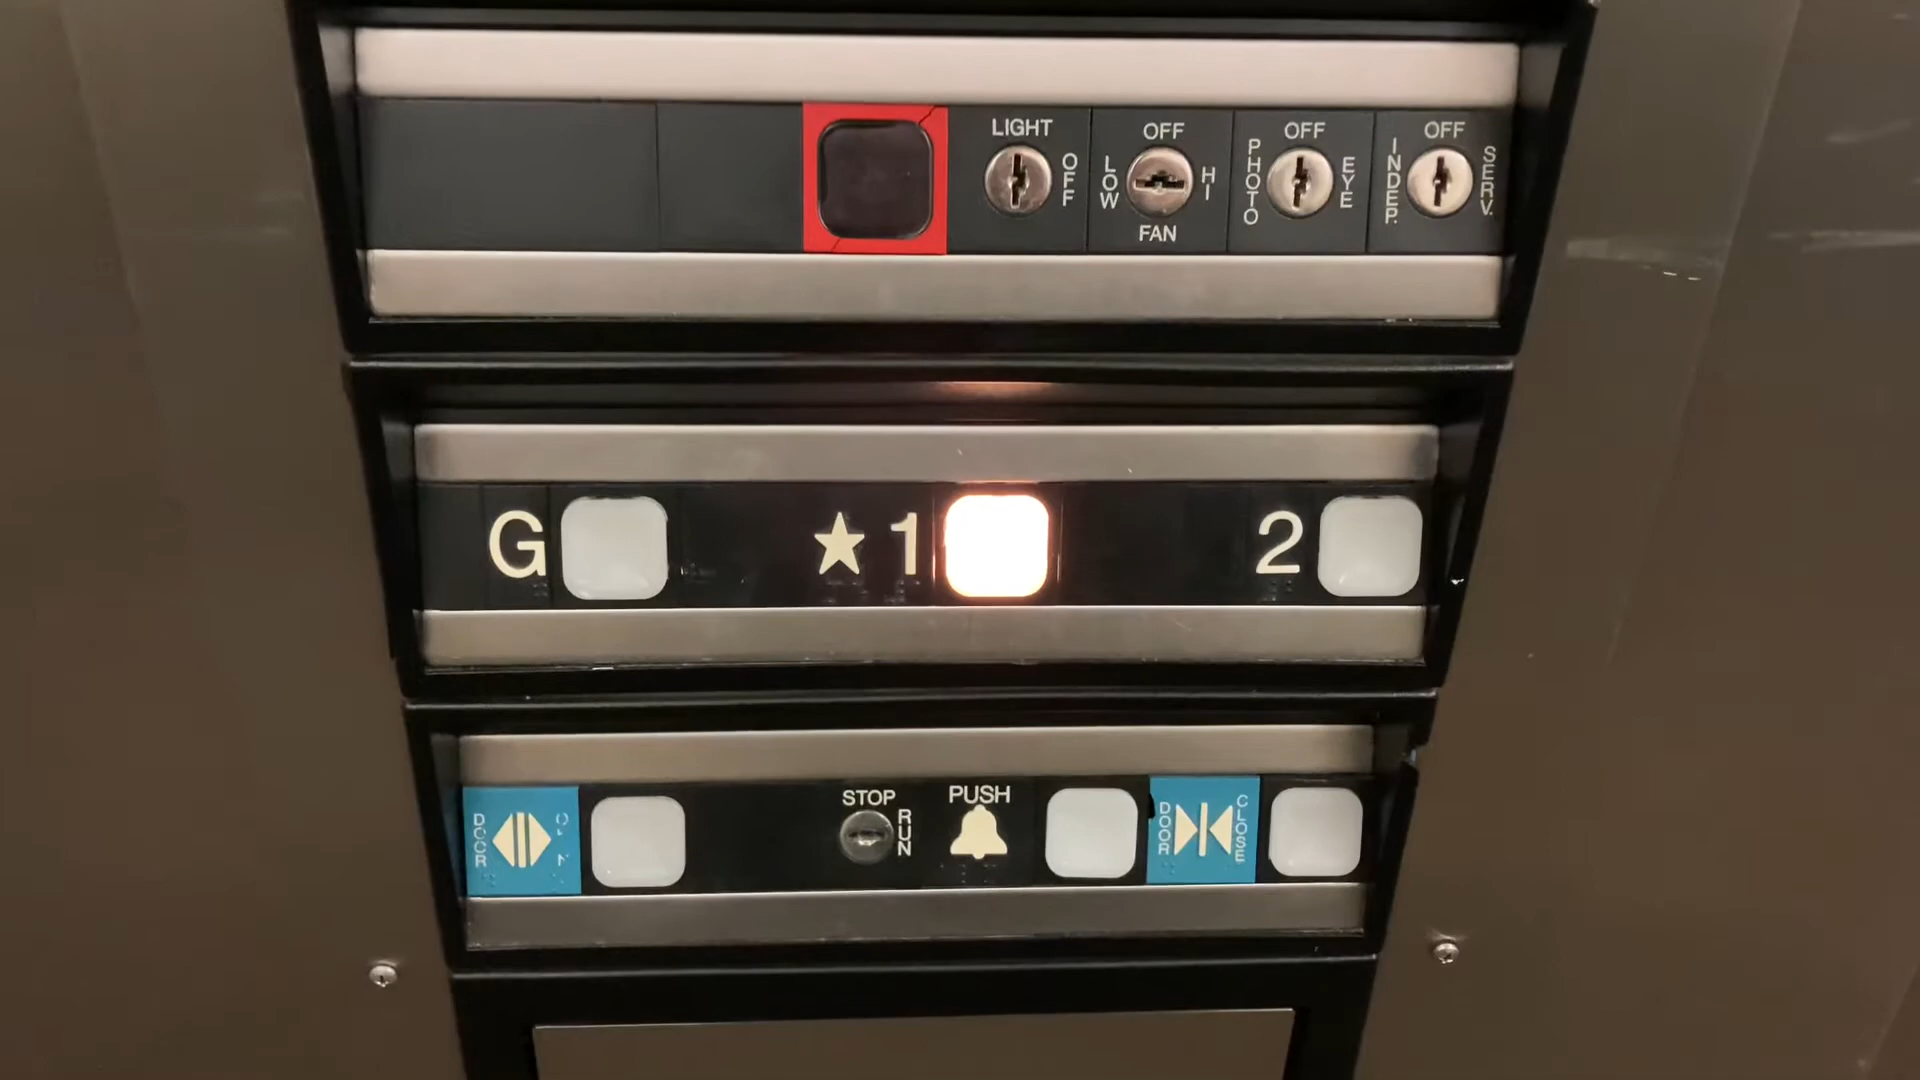 LIGHT OFF
OFF LOW HI FAN
OFF PHOTO EYE
OFF INDEP. SERV.
G ★ 1 2
DOOR
STOP RUN
PUSH
DOOR CLOSE